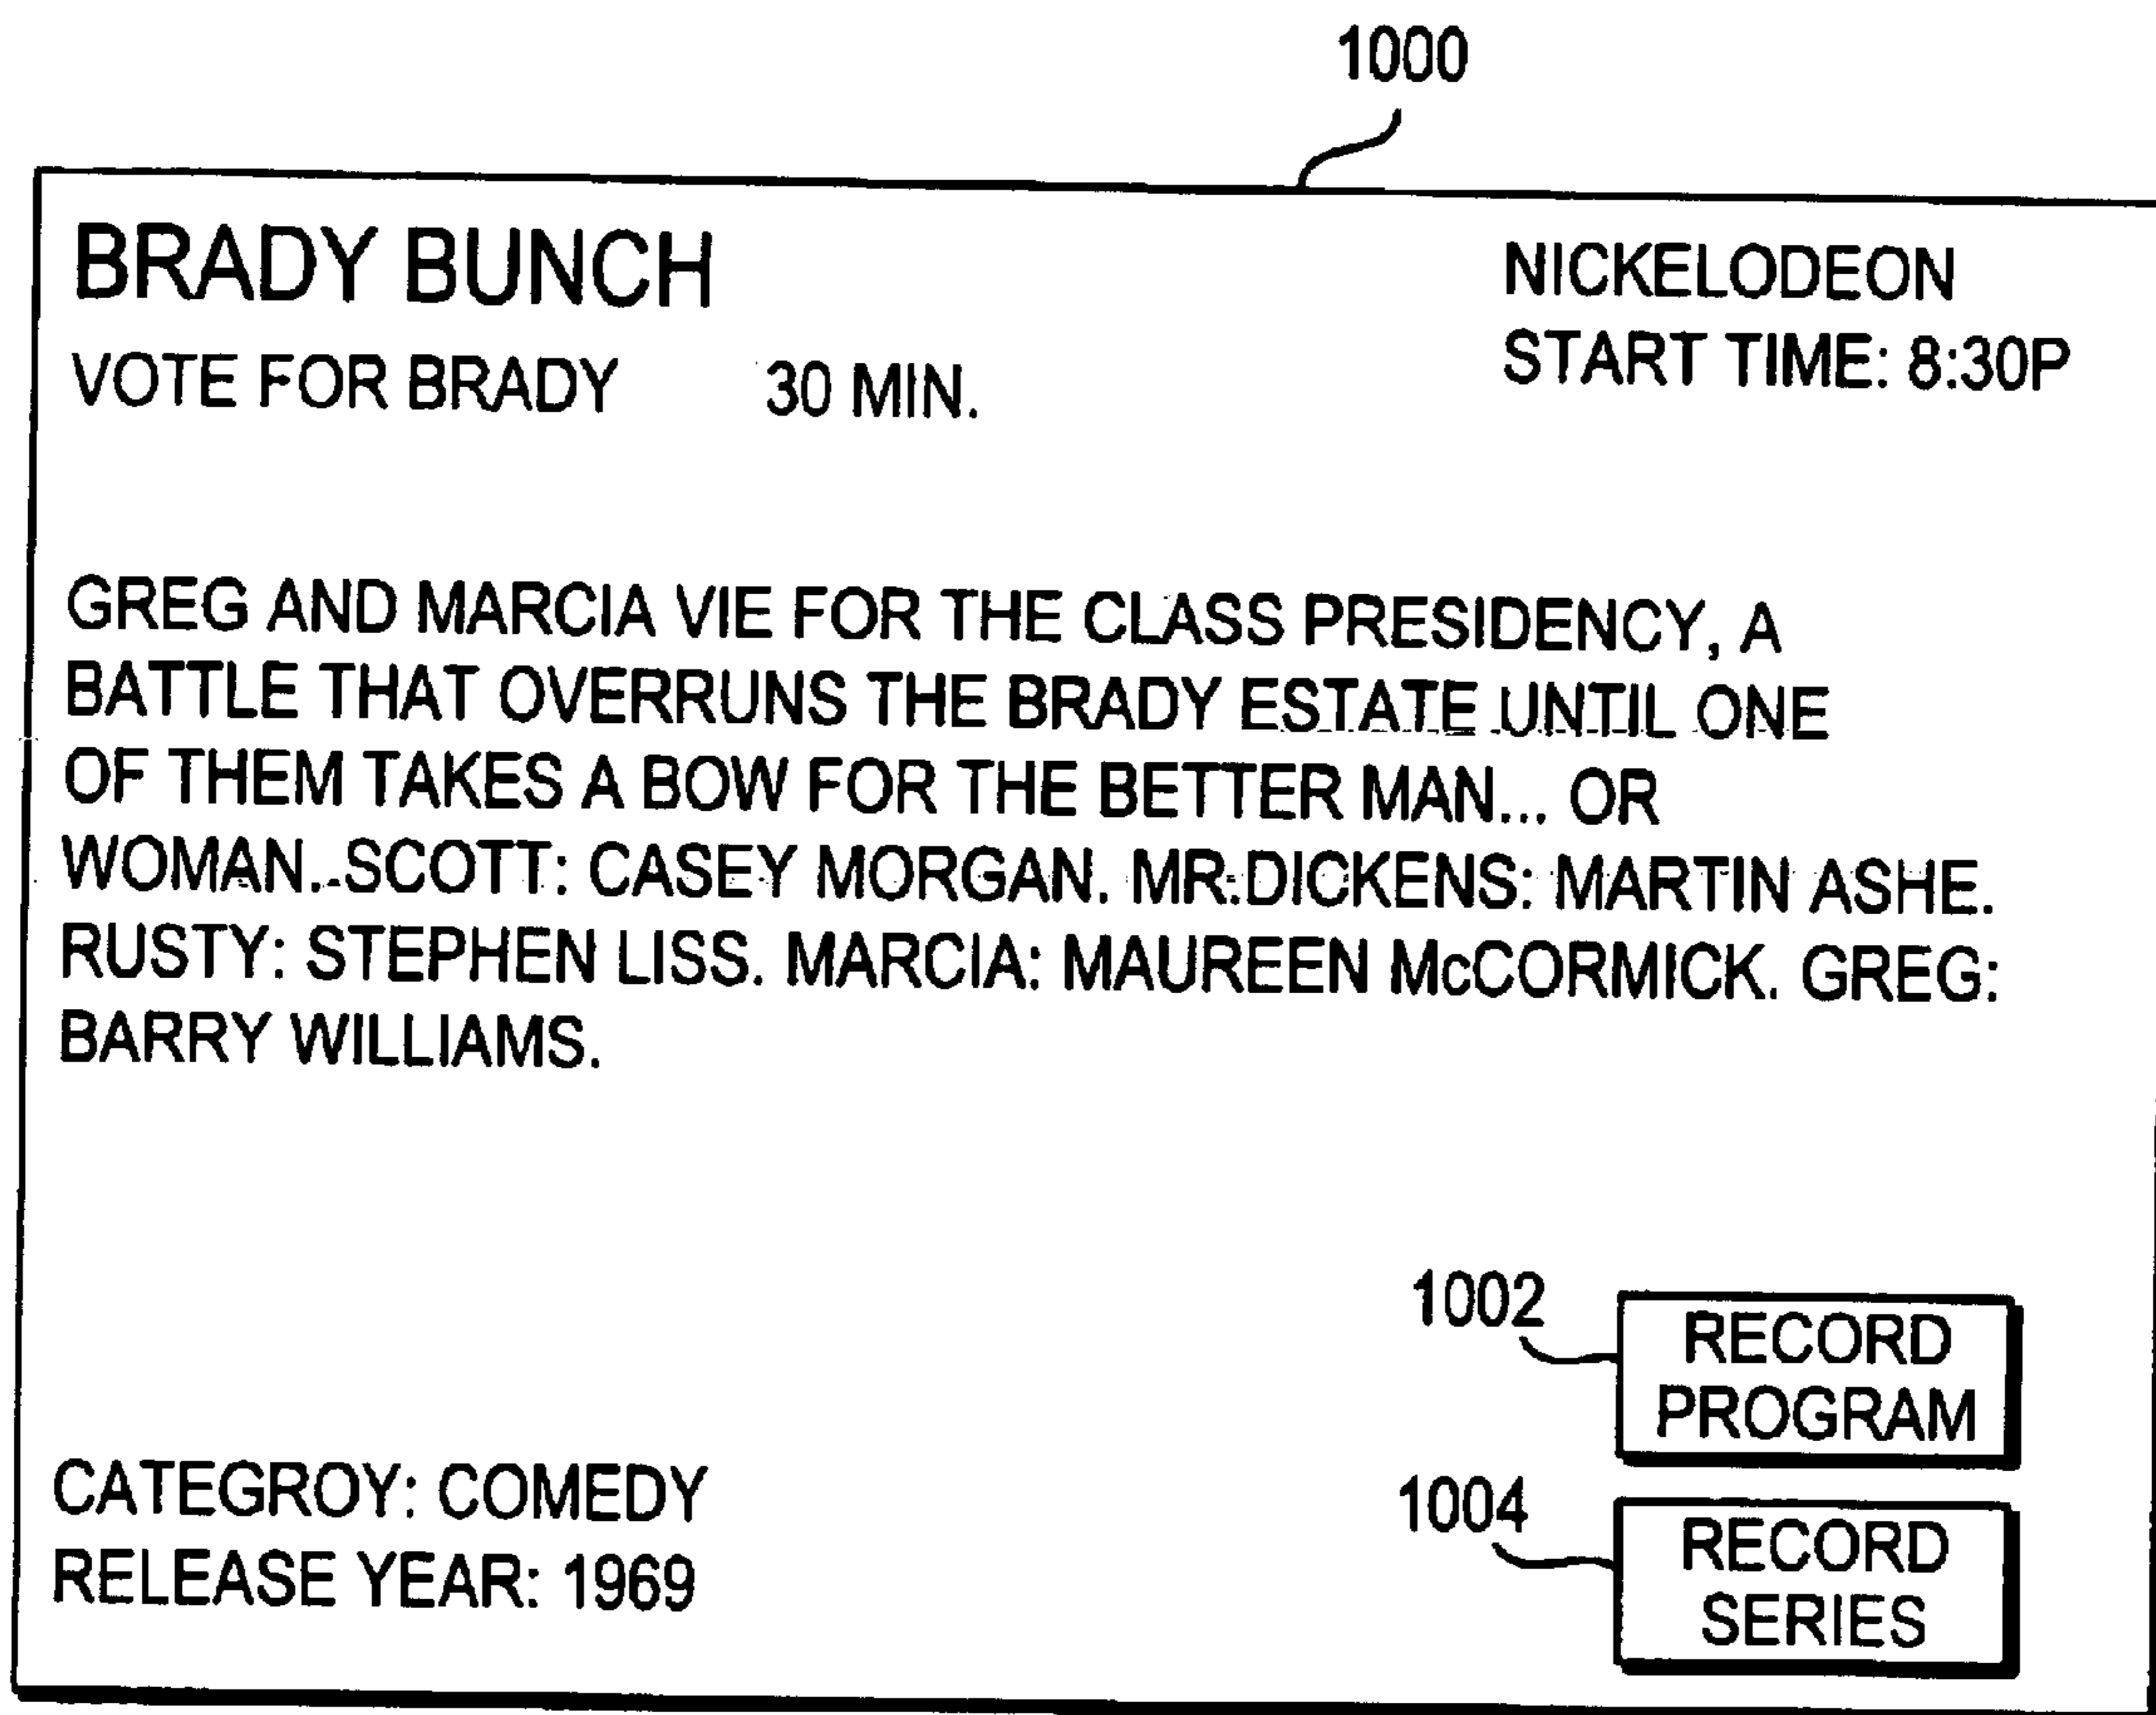 1000
BRADY BUNCH
NICKELODEON
VOTE FOR BRADY 30 MIN.
START TIME: 8:30P
GREG AND MARCIA VIE FOR THE CLASS PRESIDENCY, A
BATTLE THAT OVERRUNS THE BRADY ESTATE UNTIL ONE
OF THEM TAKES A BOW FOR THE BETTER MAN... OR
WOMAN. SCOTT: CASEY MORGAN. MR.DICKENS: MARTIN ASHE.
RUSTY: STEPHEN LISS. MARCIA: MAUREEN McCORMICK. GREG:
BARRY WILLIAMS.
1002
RECORD
PROGRAM
CATEGROY: COMEDY
RELEASE YEAR: 1969
1004
RECORD
SERIES